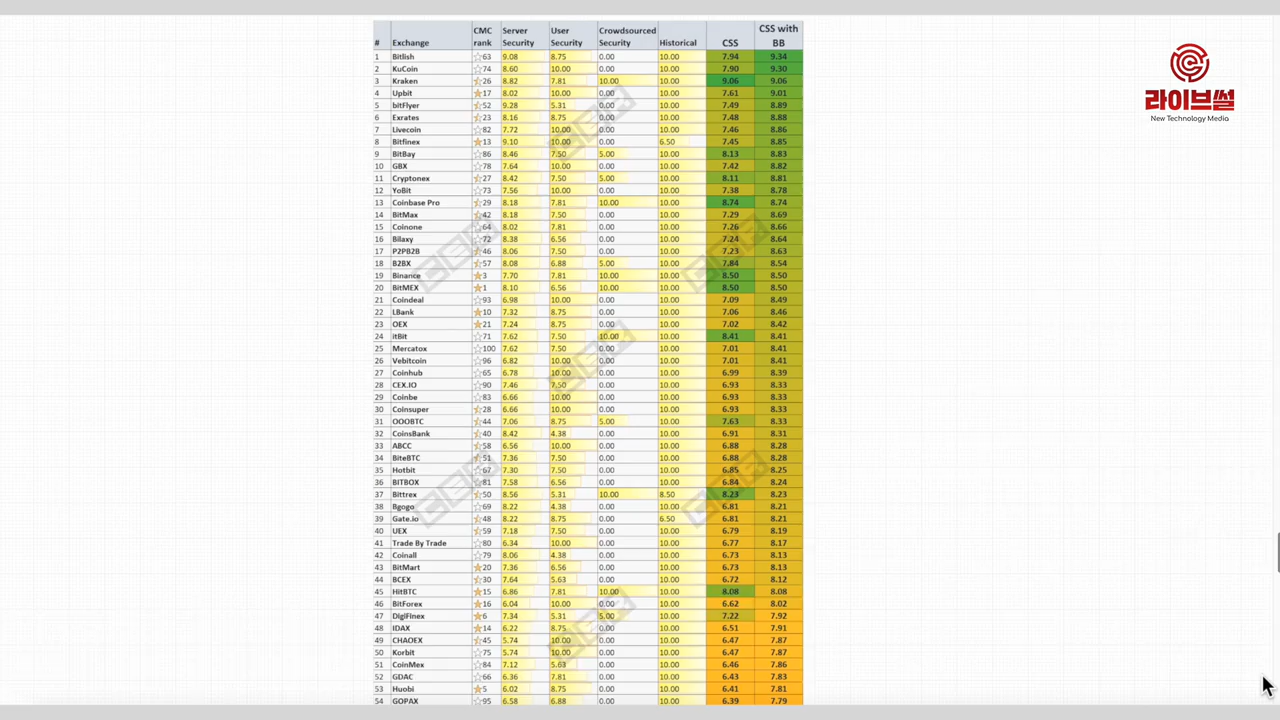 # Exchange CMC rank Server Security User Security Crowdsourced Security Historical CSS CSS with BB
1 Bitlish ☆63 9.08 8.75 0.00 10.00 7.94 9.34
2 KuCoin ☆74 8.60 10.00 0.00 10.00 7.90 9.30
3 Kraken ☆26 8.82 7.81 10.00 10.00 9.06 9.06
4 Upbit ☆17 8.02 10.00 0.00 10.00 7.61 9.01
5 bitFlyer ☆52 9.28 5.31 0.00 10.00 7.49 8.89
6 Exrates ☆23 8.16 8.75 0.00 10.00 7.48 8.88
7 Livecoin ☆82 7.72 10.00 0.00 10.00 7.46 8.86
8 Bitfinex ☆13 9.10 10.00 0.00 6.50 7.45 8.85
9 BitBay ☆86 8.46 7.50 5.00 10.00 8.13 8.83
10 GBX ☆78 7.64 10.00 0.00 10.00 7.42 8.82
11 Cryptonex ☆27 8.42 7.50 5.00 10.00 8.11 8.81
12 YoBit ☆73 7.56 10.00 0.00 10.00 7.38 8.78
13 Coinbase Pro ☆29 8.18 7.81 10.00 10.00 8.74 8.74
14 BitMax ☆42 8.18 7.50 0.00 10.00 7.29 8.69
15 Coinone ☆64 8.02 7.81 0.00 10.00 7.26 8.66
16 Bilaxy ☆72 8.38 6.56 0.00 10.00 7.24 8.64
17 P2PB2B ☆46 8.06 7.50 0.00 10.00 7.23 8.63
18 B2BX ☆57 8.08 6.88 5.00 10.00 7.84 8.54
19 Binance ☆3 7.70 7.81 10.00 10.00 8.50 8.50
20 BitMEX ☆1 8.10 6.56 10.00 10.00 8.50 8.50
21 Coindeal ☆93 6.98 10.00 0.00 10.00 7.09 8.49
22 LBank ☆10 7.32 8.75 0.00 10.00 7.06 8.46
23 OEX ☆21 7.24 8.75 0.00 10.00 7.02 8.42
24 itBit ☆71 7.62 7.50 10.00 10.00 8.41 8.41
25 Mercatox ☆100 7.62 7.50 0.00 10.00 7.01 8.41
26 Vebitcoin ☆96 6.82 10.00 0.00 10.00 7.01 8.41
27 Coinhub ☆65 6.78 10.00 0.00 10.00 6.99 8.39
28 CEX.IO ☆90 7.46 7.50 0.00 10.00 6.93 8.33
29 Coinbe ☆83 6.66 10.00 0.00 10.00 6.93 8.33
30 Coinsuper ☆28 6.66 10.00 0.00 10.00 6.93 8.33
31 OOOBTC ☆44 7.06 8.75 5.00 10.00 7.63 8.33
32 CoinsBank ☆40 8.42 4.38 0.00 10.00 6.91 8.31
33 ABCC ☆58 6.56 10.00 0.00 10.00 6.88 8.28
34 BiteBTC ☆51 7.36 7.50 0.00 10.00 6.88 8.28
35 Hotbit ☆67 7.30 7.50 0.00 10.00 6.85 8.25
36 BITBOX ☆81 7.58 6.56 0.00 10.00 6.84 8.24
37 Bittrex ☆50 8.56 5.31 10.00 8.50 8.23 8.23
38 Bgogo ☆69 8.22 4.38 0.00 10.00 6.81 8.21
39 Gate.io ☆48 8.22 8.75 0.00 6.50 6.81 8.21
40 UEX ☆59 7.18 7.50 0.00 10.00 6.79 8.19
41 Trade By Trade ☆80 6.34 10.00 0.00 10.00 6.77 8.17
42 Coinall ☆79 8.06 4.38 0.00 10.00 6.73 8.13
43 BitMart ☆20 7.36 6.56 0.00 10.00 6.73 8.13
44 BCEX ☆30 7.64 5.63 0.00 10.00 6.72 8.12
45 HitBTC ☆15 6.86 7.81 10.00 10.00 8.08 8.08
46 BitForex ☆16 6.04 10.00 0.00 10.00 6.62 8.02
47 DigiFinex ☆6 7.34 5.31 5.00 10.00 7.22 7.92
48 IDAX ☆14 6.22 8.75 0.00 10.00 6.51 7.91
49 CHAOEX ☆45 5.74 10.00 0.00 10.00 6.47 7.87
50 Korbit ☆75 5.74 10.00 0.00 10.00 6.47 7.87
51 CoinMex ☆84 7.12 5.63 0.00 10.00 6.46 7.86
52 GDAC ☆66 6.36 7.81 0.00 10.00 6.43 7.83
53 Huobi ☆5 6.02 8.75 0.00 10.00 6.41 7.81
54 GOPAX ☆95 6.58 6.88 0.00 10.00 6.39 7.79
라이브썰
New Technology Media